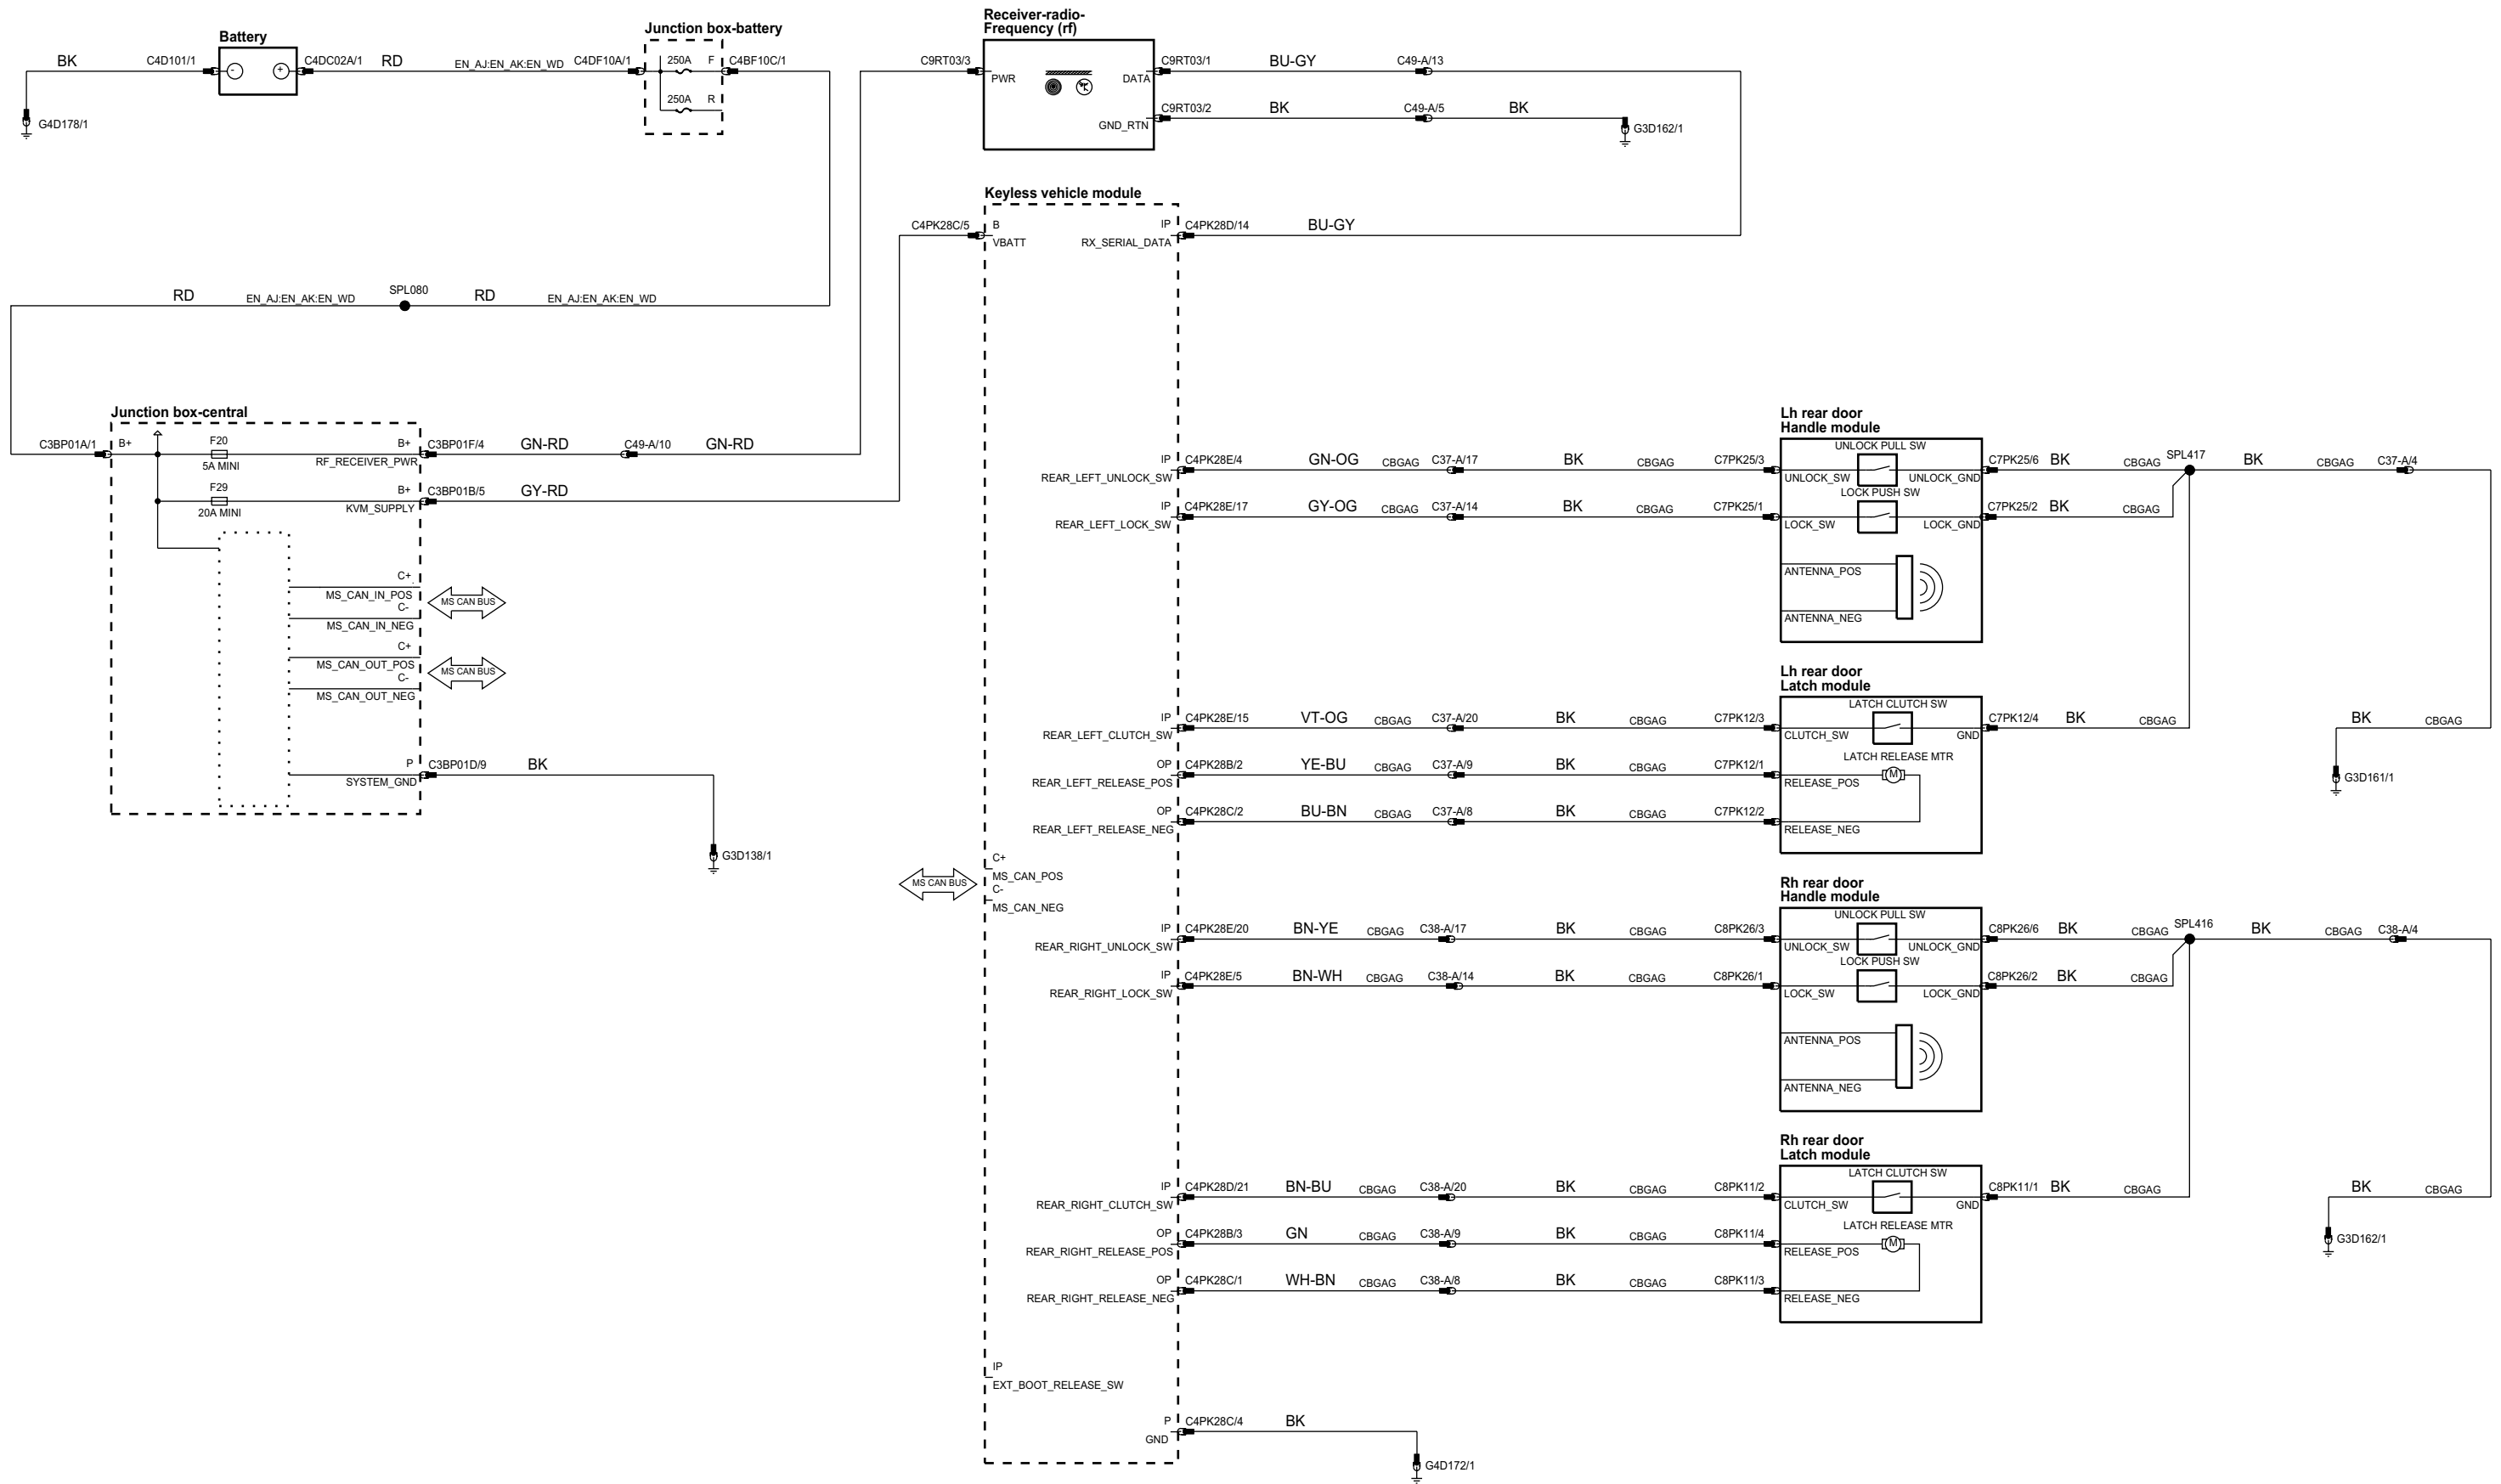 Battery
BK
C4D101/1
-
+
C4DC02A/1
RD
EN_AJ:EN_AK:EN_WD
C4DF10A/1
G4D178/1
Junction box-battery
250A F
250A R
C4BF10C/1
Receiver-radio-
Frequency (rf)
C9RT03/3
PWR
DATA
GND_RTN
C9RT03/1
BU-GY
C49-A/13
C9RT03/2
BK
C49-A/5
BK
G3D162/1
RD
EN_AJ:EN_AK:EN_WD
SPL080
RD
EN_AJ:EN_AK:EN_WD
Junction box-central
C3BP01A/1
B+
F20
5A MINI
B+
RF_RECEIVER_PWR
C3BP01F/4
GN-RD
C49-A/10
GN-RD
F29
20A MINI
B+
KVM_SUPPLY
C3BP01B/5
GY-RD
C+
MS_CAN_IN_POS
C-
MS_CAN_IN_NEG
MS CAN BUS
C+
MS_CAN_OUT_POS
C-
MS_CAN_OUT_NEG
MS CAN BUS
P
SYSTEM_GND
C3BP01D/9
BK
G3D138/1
Keyless vehicle module
C4PK28C/5
B
VBATT
IP
RX_SERIAL_DATA
C4PK28D/14
BU-GY
IP
REAR_LEFT_UNLOCK_SW
C4PK28E/4
GN-OG
CBGAG
C37-A/17
BK
CBGAG
C7PK25/3
IP
REAR_LEFT_LOCK_SW
C4PK28E/17
GY-OG
CBGAG
C37-A/14
BK
CBGAG
C7PK25/1
Lh rear door
Handle module
UNLOCK PULL SW
UNLOCK_SW
UNLOCK_GND
LOCK PUSH SW
LOCK_SW
LOCK_GND
ANTENNA_POS
ANTENNA_NEG
C7PK25/6
BK
CBGAG
SPL417
BK
CBGAG
C37-A/4
C7PK25/2
BK
CBGAG
IP
REAR_LEFT_CLUTCH_SW
C4PK28E/15
VT-OG
CBGAG
C37-A/20
BK
CBGAG
C7PK12/3
OP
REAR_LEFT_RELEASE_POS
C4PK28B/2
YE-BU
CBGAG
C37-A/9
BK
CBGAG
C7PK12/1
OP
REAR_LEFT_RELEASE_NEG
C4PK28C/2
BU-BN
CBGAG
C37-A/8
BK
CBGAG
C7PK12/2
Lh rear door
Latch module
LATCH CLUTCH SW
CLUTCH_SW
GND
LATCH RELEASE MTR
M
RELEASE_POS
RELEASE_NEG
C7PK12/4
BK
CBGAG
BK
CBGAG
G3D161/1
MS CAN BUS
C+
MS_CAN_POS
C-
MS_CAN_NEG
IP
REAR_RIGHT_UNLOCK_SW
C4PK28E/20
BN-YE
CBGAG
C38-A/17
BK
CBGAG
C8PK26/3
IP
REAR_RIGHT_LOCK_SW
C4PK28E/5
BN-WH
CBGAG
C38-A/14
BK
CBGAG
C8PK26/1
Rh rear door
Handle module
UNLOCK PULL SW
UNLOCK_SW
UNLOCK_GND
LOCK PUSH SW
LOCK_SW
LOCK_GND
ANTENNA_POS
ANTENNA_NEG
C8PK26/6
BK
CBGAG
SPL416
BK
CBGAG
C38-A/4
C8PK26/2
BK
CBGAG
IP
REAR_RIGHT_CLUTCH_SW
C4PK28D/21
BN-BU
CBGAG
C38-A/20
BK
CBGAG
C8PK11/2
OP
REAR_RIGHT_RELEASE_POS
C4PK28B/3
GN
CBGAG
C38-A/9
BK
CBGAG
C8PK11/4
OP
REAR_RIGHT_RELEASE_NEG
C4PK28C/1
WH-BN
CBGAG
C38-A/8
BK
CBGAG
C8PK11/3
Rh rear door
Latch module
LATCH CLUTCH SW
CLUTCH_SW
GND
LATCH RELEASE MTR
M
RELEASE_POS
RELEASE_NEG
C8PK11/1
BK
CBGAG
BK
CBGAG
G3D162/1
IP
EXT_BOOT_RELEASE_SW
P
GND
C4PK28C/4
BK
G4D172/1